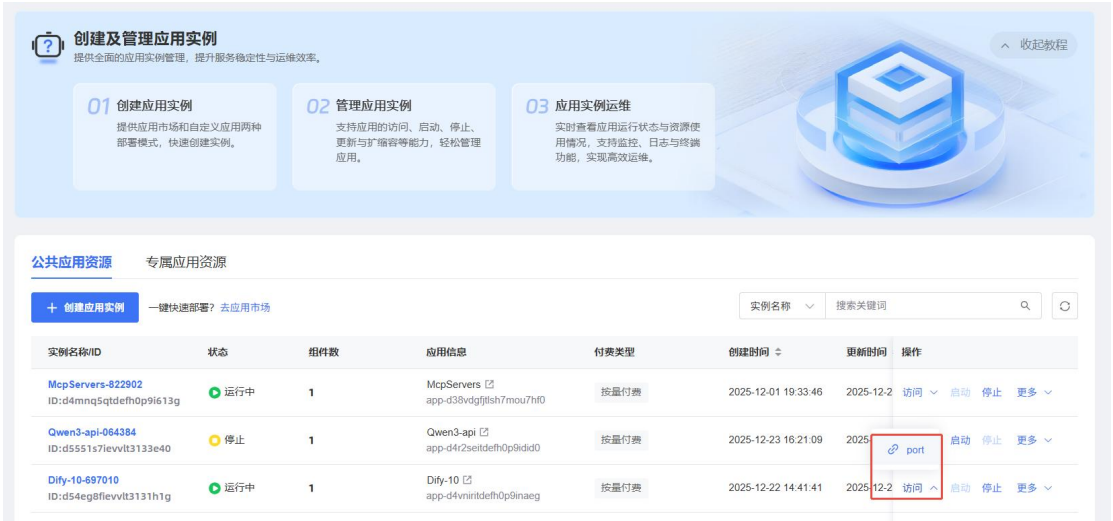 创建及管理应用实例
提供全面的应用实例管理，提升服务稳定性与运维效率。
收起教程
01 创建应用实例
提供应用市场和自定义应用两种
部署模式，快速创建实例。
02 管理应用实例
支持应用的访问、启动、停止、
更新与扩缩容等能力，轻松管理
应用。
03 应用实例运维
实时查看应用运行状态与资源使
用情况，支持监控、日志与终端
功能，实现高效运维。
公共应用资源 专属应用资源
+ 创建应用实例 一键快速部署？去应用市场 实例名称 搜索关键词
实例名称/ID 状态 组件数 应用信息 付费类型 创建时间 更新时间 操作
McpServers-822902 运行中 1 McpServers 按量付费 2025-12-01 19:33:46 2025-12-2 访问 启动 停止 更多
ID:d4mnq5qtdefh0p9i613g app-d38vdgfjtlsh7mou7hf0
Qwen3-api-064384 停止 1 Qwen3-api 按量付费 2025-12-23 16:21:09 2025- 启动 停止 更多
ID:d5551s7ievvlt3133e40 app-d4r2seitdefh0p9idid0
port
Dify-10-697010 运行中 1 Dify-10 按量付费 2025-12-22 14:41:41 2025-12-2 访问 启动 停止 更多
ID:d54eg8fievvlt3131h1g app-d4vniritdefh0p9inaeg